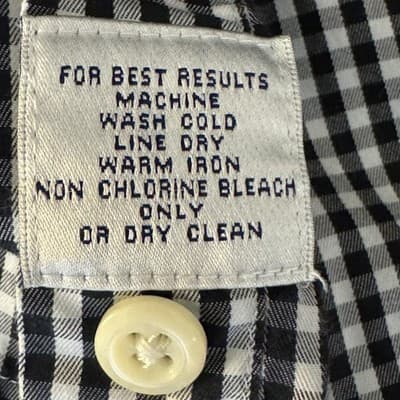 FOR BEST RESULTS
MACHINE
WASH COLD
LINE DRY
WARM IRON
NON CHLORINE BLEACH
ONLY
OR DRY CLEAN